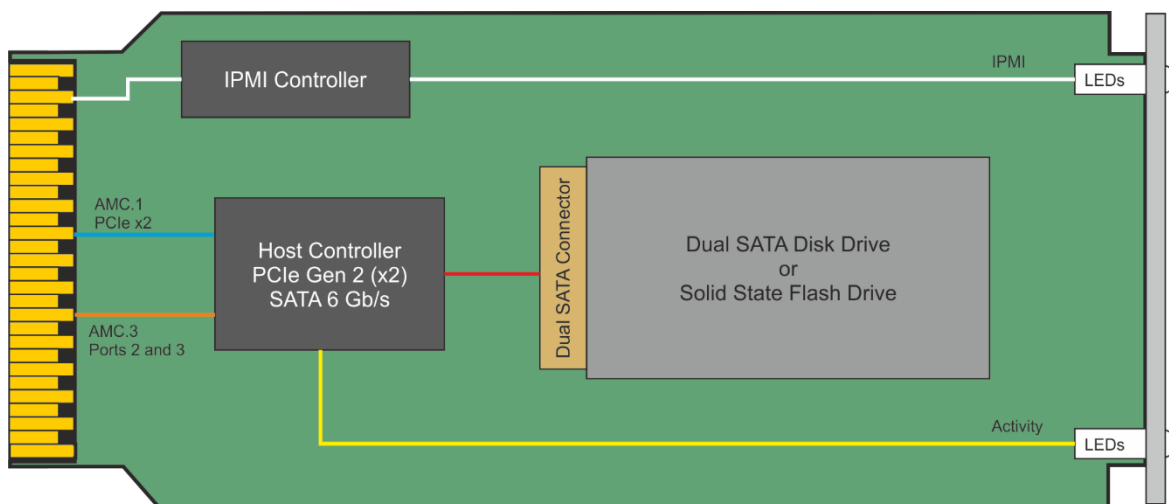 IPMI Controller
IPMI
LEDs
AMC.1
PCIe x2
Host Controller
PCIe Gen 2 (x2)
SATA 6 Gb/s
Dual SATA Connector
Dual SATA Disk Drive
or
Solid State Flash Drive
AMC.3
Ports 2 and 3
Activity
LEDs